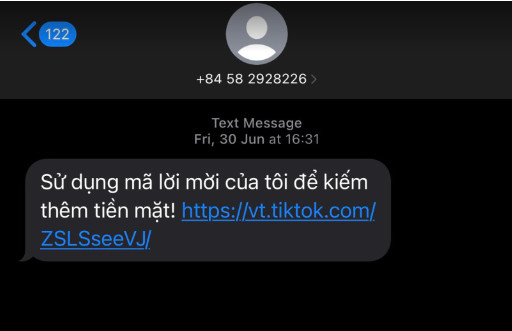 122
+84 58 2928226 >
Text Message
Fri, 30 Jun at 16:31
Sử dụng mã lời mời của tôi để kiếm
thêm tiền mặt! https://vt.tiktok.com/
ZSLSseeVJ/